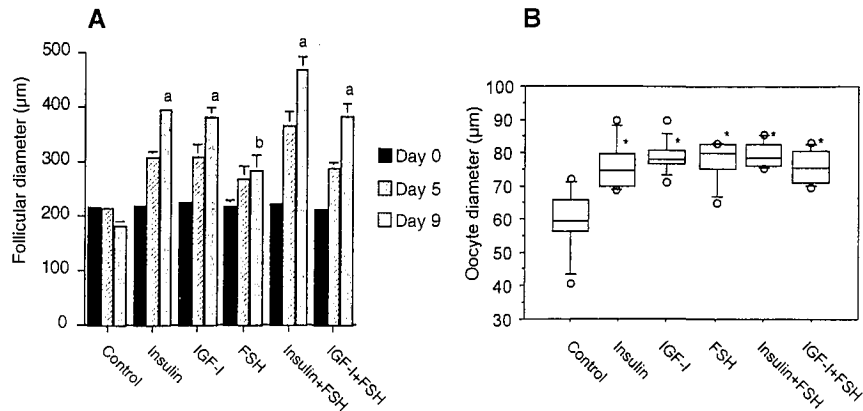 A
B
Follicular diameter (µm)
500
400
300
200
100
0
a
a
b
a
a
Control
Insulin
IGF-I
FSH
Insulin+FSH
IGF-I+FSH
Day 0
Day 5
Day 9
Oocyte diameter (µm)
100
90
80
70
60
50
40
30
*
*
*
*
*
Control
Insulin
IGF-I
FSH
Insulin+FSH
IGF-I+FSH